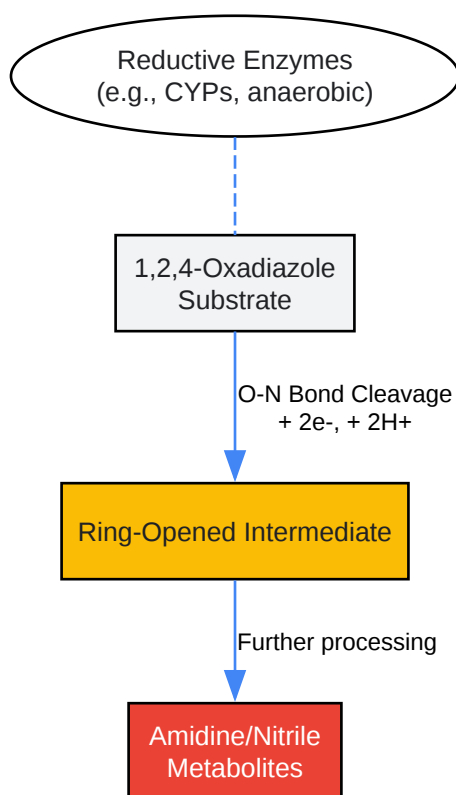 Reductive Enzymes
(e.g., CYPs, anaerobic)
1,2,4-Oxadiazole
Substrate
O-N Bond Cleavage
+ 2e-, + 2H+
Ring-Opened Intermediate
Further processing
Amidine/Nitrile
Metabolites